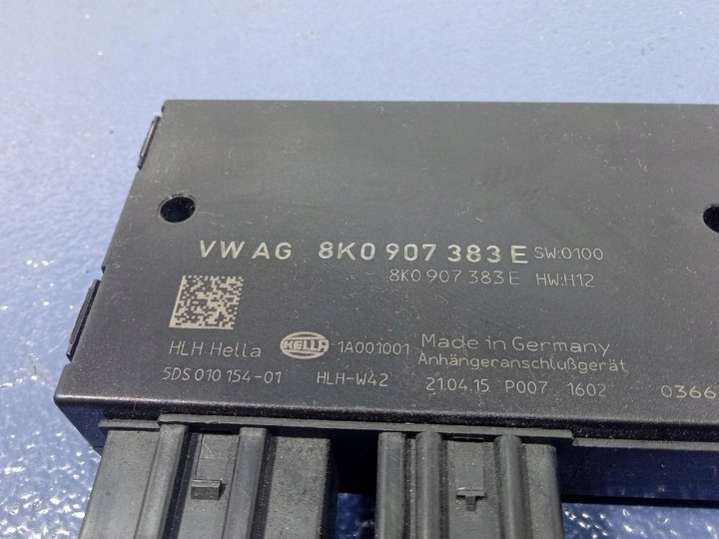 VW AG 8K0 907 383 E SW:0100
8K0 907 383 E HW:H12
HLH Hella HELLA 1A001001 Made in Germany
Anhängeranschlußgerät
5DS 010 154-01 HLH-W42 21.04.15 P007 1602 0366